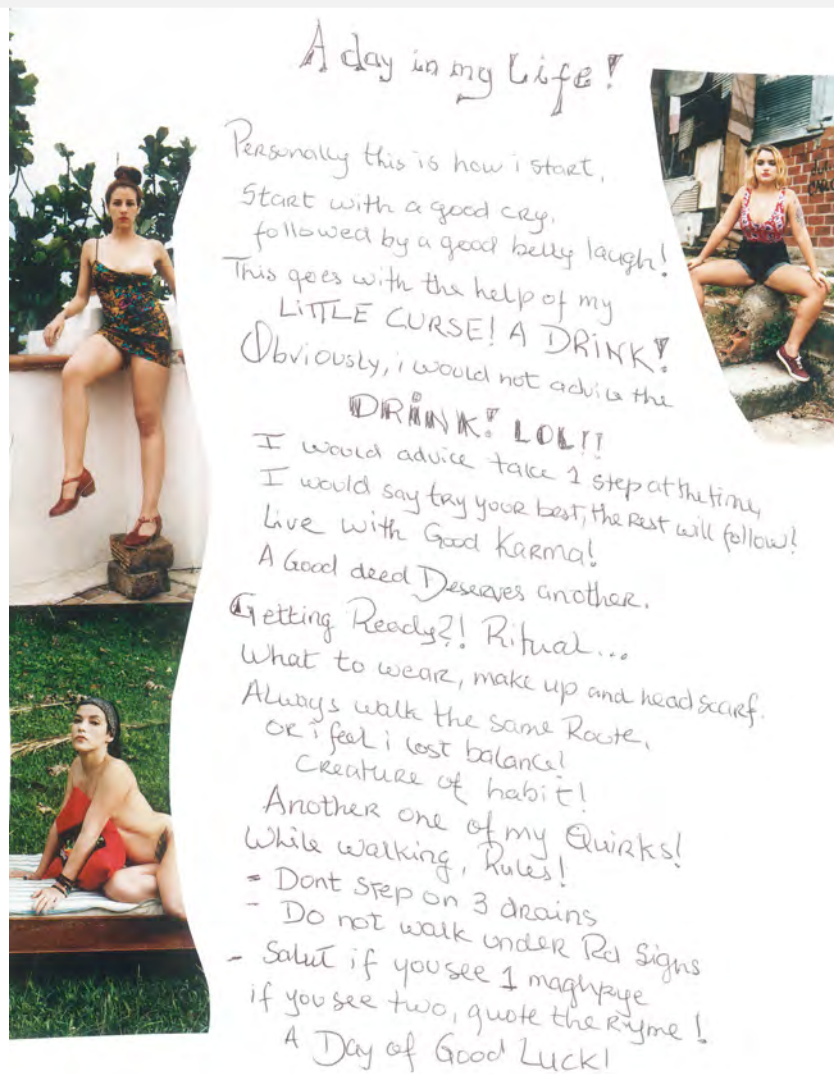 A day in my Life!
Personally this is how i start,
Start with a good cry,
followed by a good belly laugh!
This goes with the help of my
LITTLE CURSE! A DRINK!
Obviously, i would not advice the
DRINK! LOL!!
I would advice take 1 step at the time,
I would say try your best, the rest will follow!
Live with Good Karma!
A Good deed Deserves another.
Getting Ready?! Ritual...
What to wear, make up and head scarf.
Always walk the same Route,
or i feel i lost balance!
Creature of habit!
Another one of my Quirks!
While walking, Rules!
- Dont step on 3 drains
- Do not walk under Rd Signs
- Salut if you see 1 maghpye
if you see two, quote the Ryme!
A Day of Good Luck!